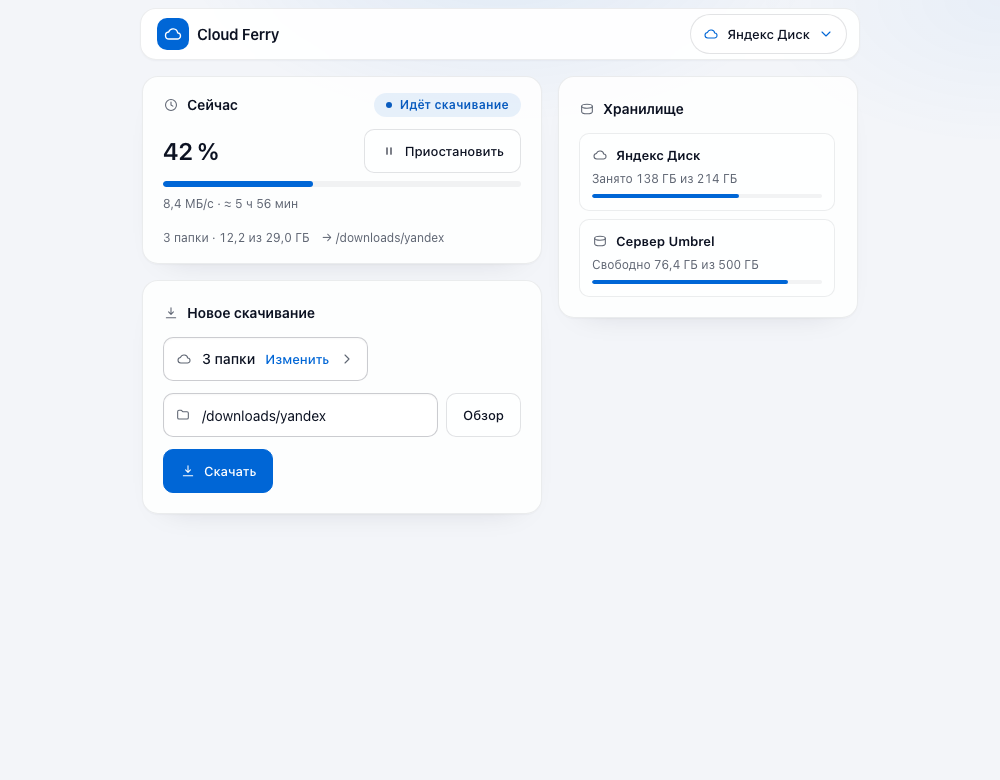 Cloud Ferry
Яндекс Диск
Сейчас
Идёт скачивание
42 %
Приостановить
8,4 МБ/с · ≈ 5 ч 56 мин
3 папки · 12,2 из 29,0 ГБ → /downloads/yandex
Новое скачивание
3 папки Изменить
/downloads/yandex
Обзор
Скачать
Хранилище
Яндекс Диск
Занято 138 ГБ из 214 ГБ
Сервер Umbrel
Свободно 76,4 ГБ из 500 ГБ